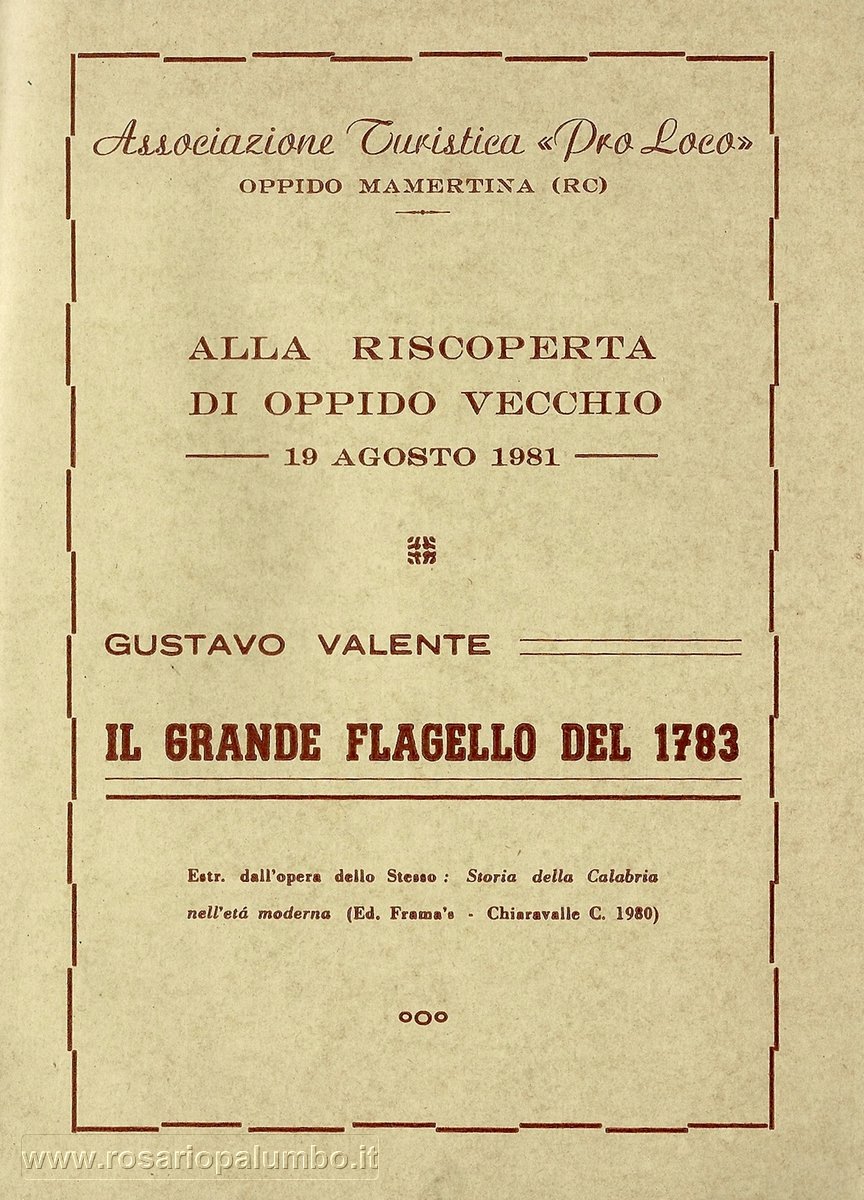 Associazione Turistica «Pro Loco»
OPPIDO MAMERTINA (RC)
ALLA RISCOPERTA
DI OPPIDO VECCHIO
19 AGOSTO 1981
GUSTAVO VALENTE
IL GRANDE FLAGELLO DEL 1783
Estr. dall'opera dello Stesso : Storia della Calabria
nell'etá moderna (Ed. Frama's - Chiaravalle C. 1980)
www.rosariopalumbo.it